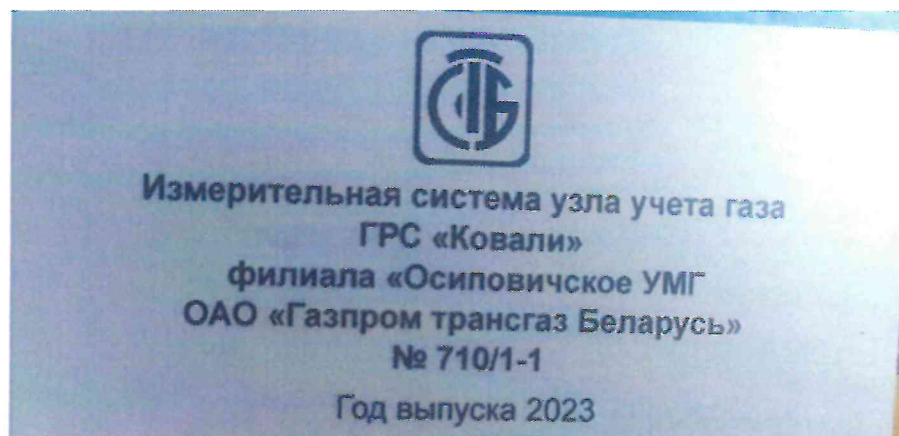 СТБ
Измерительная система узла учета газа
ГРС «Ковали»
филиала «Осиповичское УМГ
ОАО «Газпром трансгаз Беларусь»
№ 710/1-1
Год выпуска 2023